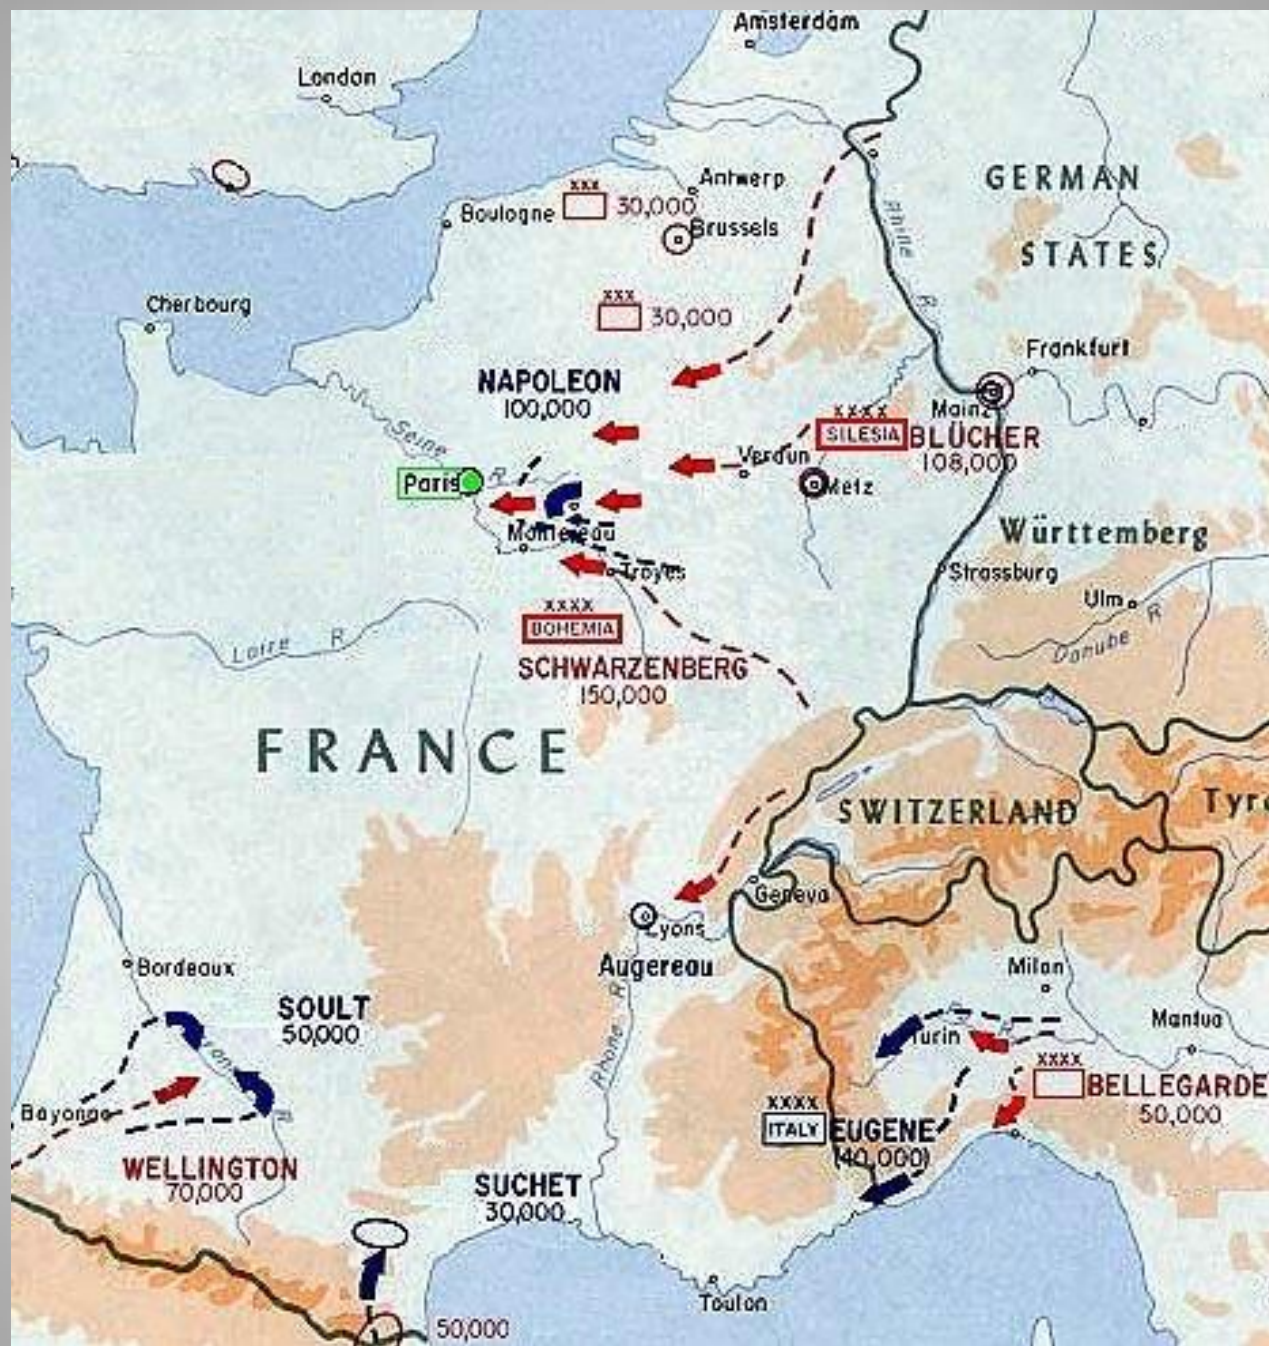 Amsterdam
London
Antwerp
xxx
30,000
Boulogne
Brussels
GERMAN
STATES
Rhine
R
Cherbourg
xxx
30,000
Frankfurt
NAPOLEON
100,000
Mainz
xxxx
SILESIA
BLÜCHER
108,000
Seine
R
Verdun
Paris
Metz
Montereau
Württemberg
Troyes
Strassburg
Ulm
Danube R
xxxx
BOHEMIA
Loire R
SCHWARZENBERG
150,000
FRANCE
SWITZERLAND
Geneva
Lyons
Augereau
Bordeaux
Milan
SOULT
50,000
Rhone R
Turin
R
Mantua
xxxx
BELLEGARDE
50,000
Bayonne
R
xxxx
ITALY
EUGENE
(40,000)
WELLINGTON
70,000
SUCHET
30,000
Toulon
50,000